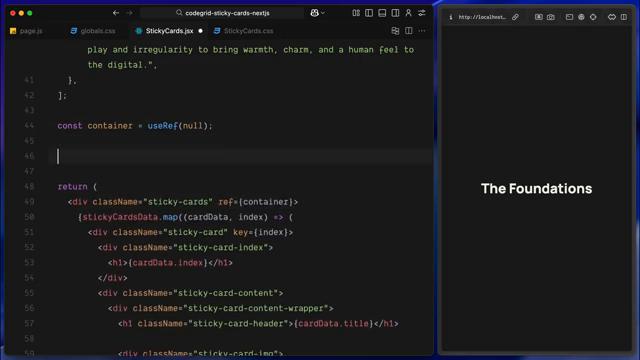 codegrid-sticky-cards-nextjs
page.js
globals.css
StickyCards.jsx
StickyCards.css
play and irregularity to bring warmth, charm, and a human feel to
the digital.",
41 },
42 ];
43
44 const container = useRef(null);
45
46
47
48 return (
49 <div className="sticky-cards" ref={container}>
50 {stickyCardsData.map((cardData, index) => (
51 <div className="sticky-card" key={index}>
52 <div className="sticky-card-index">
53 <h1>{cardData.index}</h1>
54 </div>
55 <div className="sticky-card-content">
56 <div className="sticky-card-content-wrapper">
57 <h1 className="sticky-card-header">{cardData.title}</h1>
58
59 <div className="sticky-card-img">
http://localhost...
The Foundations